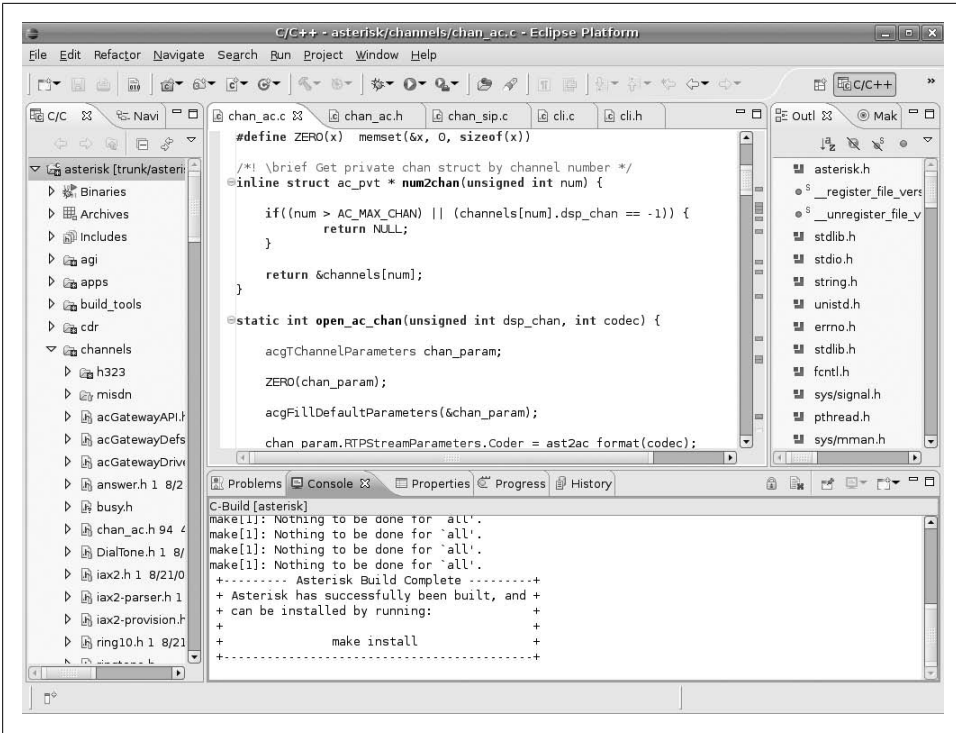 C/C++ - asterisk/channels/chan_ac.c - Eclipse Platform
File Edit Refactor Navigate Search Run Project Window Help
C/C++
»
C/C
Navi
asterisk [trunk/asteri
Binaries
Archives
Includes
agi
apps
build_tools
cdr
channels
h323
misdn
acGatewayAPI.h
acGatewayDefs
acGatewayDrive
answer.h 1 8/2
busy.h
chan_ac.h 94 4
DialTone.h 1 8/
iax2.h 1 8/21/0
iax2-parser.h 1
iax2-provision.h
ring10.h 1 8/21
chan_ac.c
chan_ac.h
chan_sip.c
cli.c
cli.h
#define ZERO(x)  memset(&x, 0, sizeof(x))
/*! \brief Get private chan struct by channel number */
inline struct ac_pvt * num2chan(unsigned int num) {
if((num > AC_MAX_CHAN) || (channels[num].dsp_chan == -1)) {
return NULL;
}
return &channels[num];
}
static int open_ac_chan(unsigned int dsp_chan, int codec) {
acgTChannelParameters chan_param;
ZERO(chan_param);
acgFillDefaultParameters(&chan_param);
chan_param.RTPStreamParameters.Coder = ast2ac_format(codec);
Outl
Mak
asterisk.h
__register_file_vers
__unregister_file_v
stdlib.h
stdio.h
string.h
unistd.h
errno.h
stdlib.h
fcntl.h
sys/signal.h
pthread.h
sys/mman.h
Problems
Console
Properties
Progress
History
C-Build [asterisk]
make[1]: Nothing to be done for `all'.
make[1]: Nothing to be done for `all'.
make[1]: Nothing to be done for `all'.
make[1]: Nothing to be done for `all'.
+--------- Asterisk Build Complete ---------+
+ Asterisk has successfully been built, and +
+ can be installed by running:              +
+                                           +
+               make install                +
+-------------------------------------------+